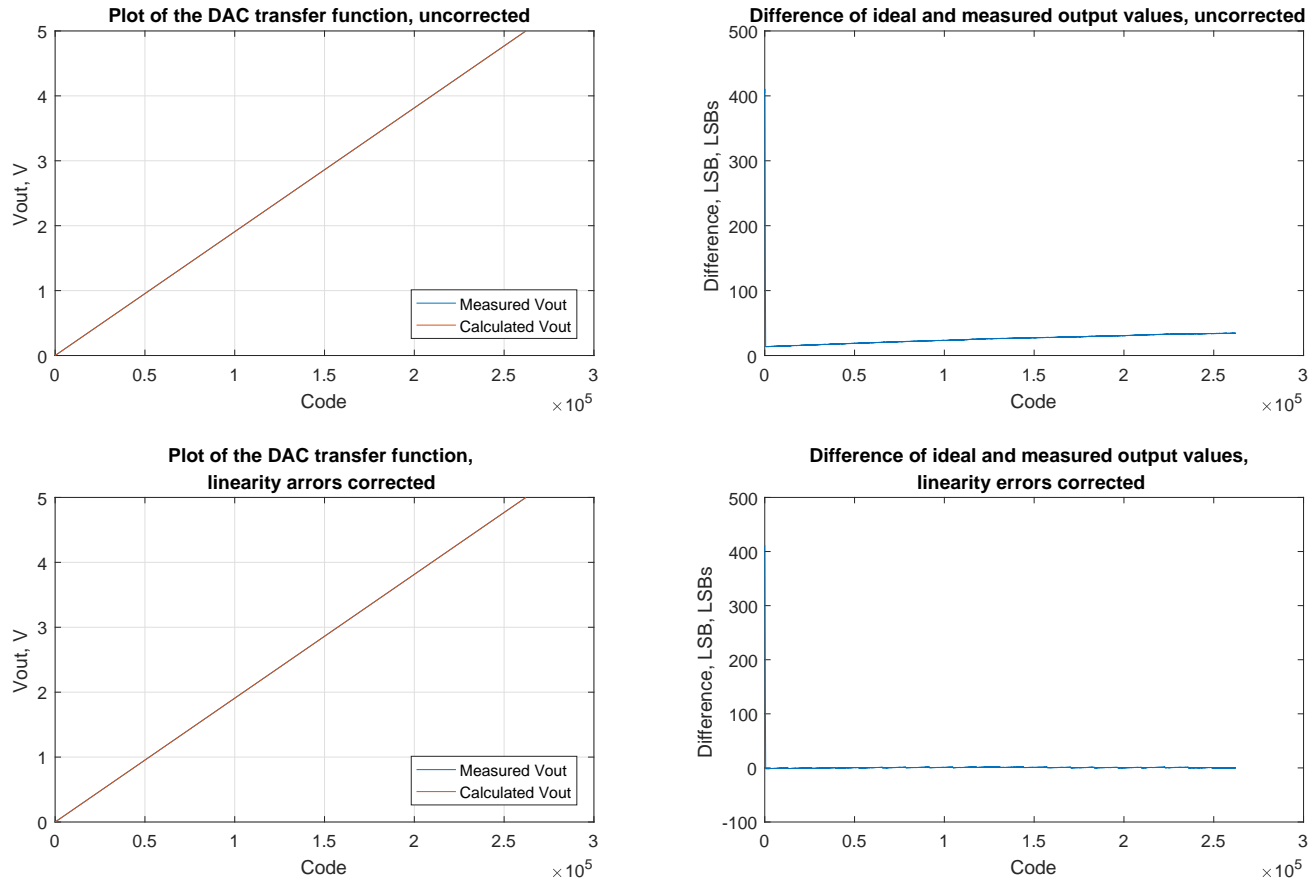 Plot of the DAC transfer function, uncorrected
5
4
3
2
1
0
Vout, V
Measured Vout
Calculated Vout
0 0.5 1 1.5 2 2.5 3
Code
×10^5
Difference of ideal and measured output values, uncorrected
500
400
300
200
100
0
Difference, LSB, LSBs
0 0.5 1 1.5 2 2.5 3
Code
×10^5
Plot of the DAC transfer function,
linearity arrors corrected
5
4
3
2
1
0
Vout, V
Measured Vout
Calculated Vout
0 0.5 1 1.5 2 2.5 3
Code
×10^5
Difference of ideal and measured output values,
linearity errors corrected
500
400
300
200
100
0
-100
Difference, LSB, LSBs
0 0.5 1 1.5 2 2.5 3
Code
×10^5